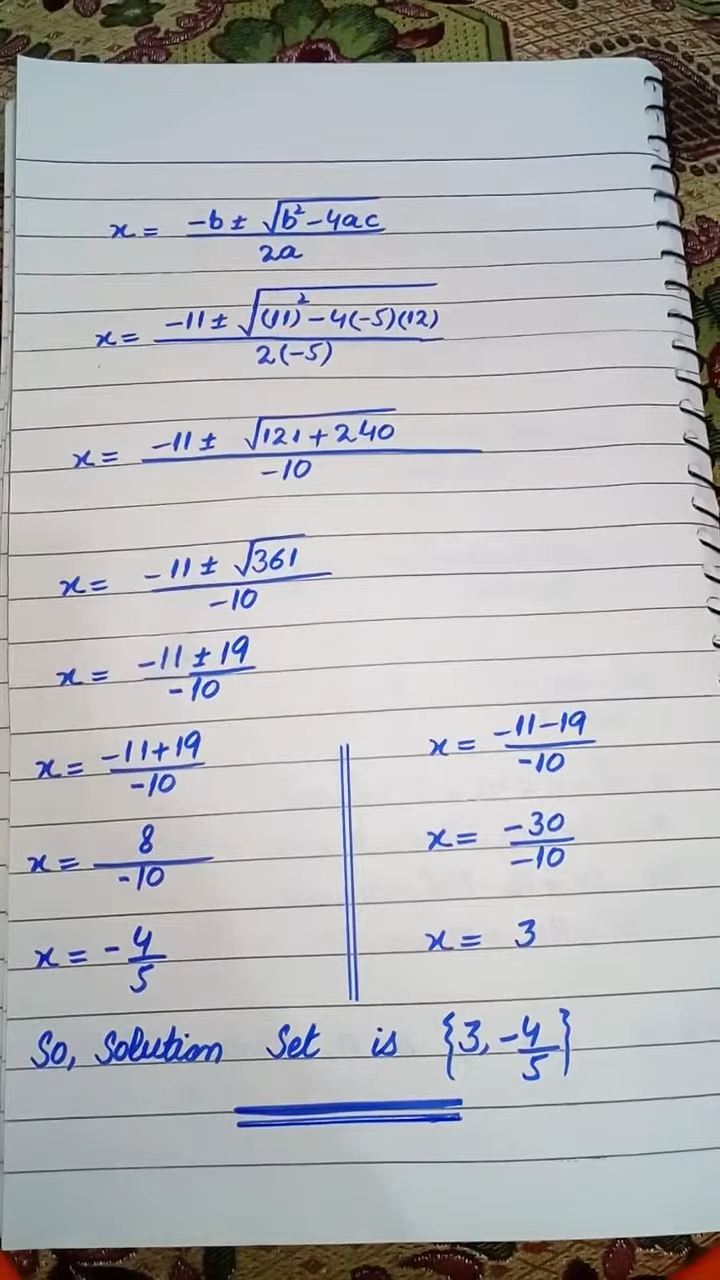 x = -b ± √b² - 4ac / 2a
x = -11 ± √(11)² - 4(-5)(12) / 2(-5)
x = -11 ± √121 + 240 / -10
x = -11 ± √361 / -10
x = -11 ± 19 / -10
x = -11 + 19 / -10
x = 8 / -10
x = -4/5
x = -11 - 19 / -10
x = -30 / -10
x = 3
So, Solution Set is {3, -4/5}